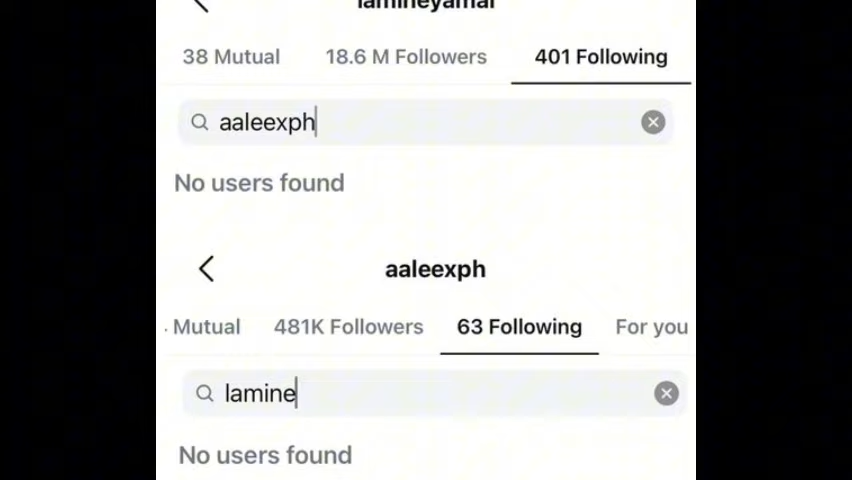 lamineyamal
38 Mutual 18.6 M Followers 401 Following
aaleexph
No users found
aaleexph
Mutual 481K Followers 63 Following For you
lamine
No users found